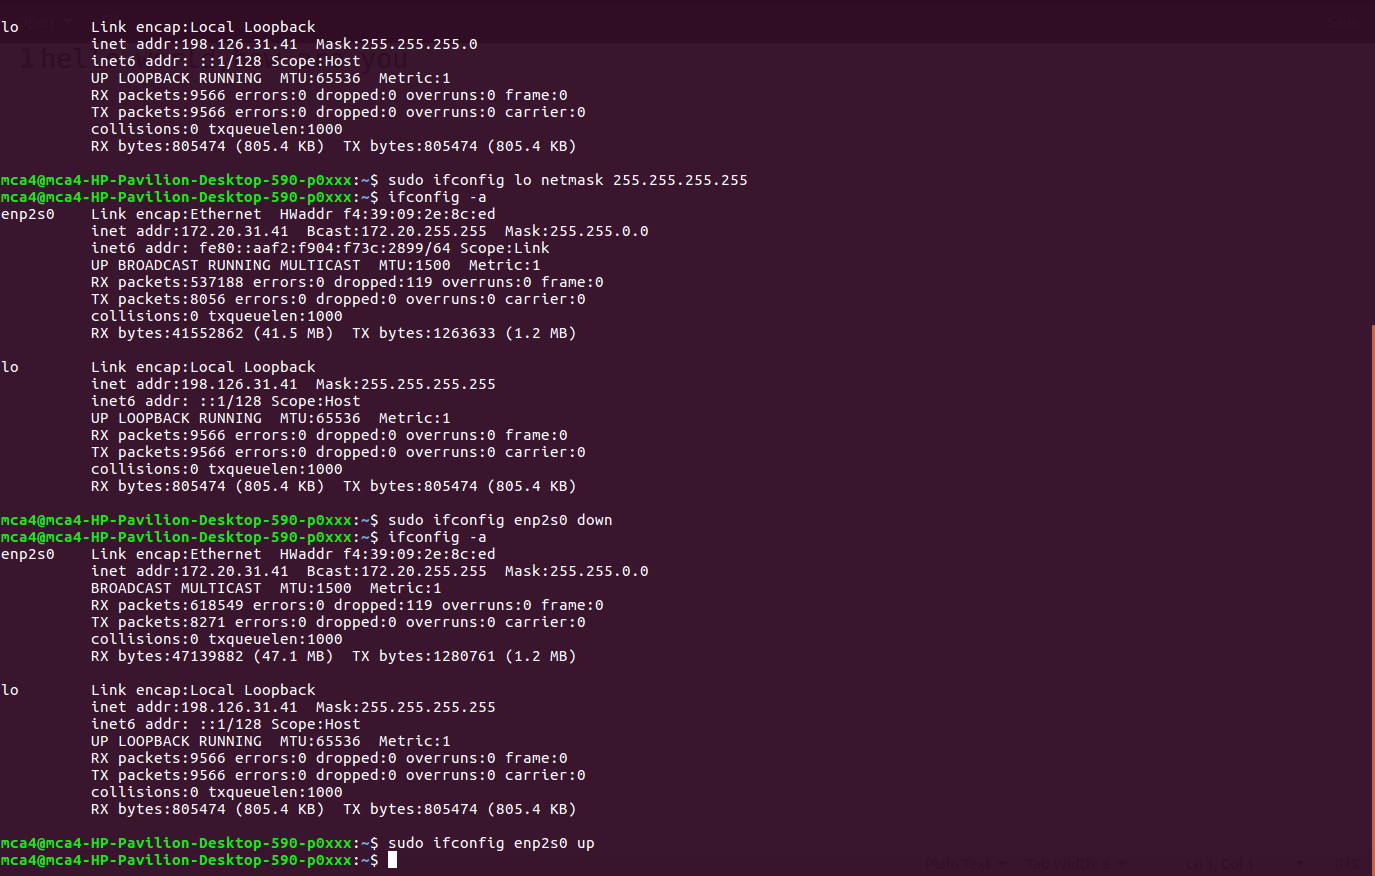 lo        Link encap:Local Loopback
          inet addr:198.126.31.41  Mask:255.255.255.0
          inet6 addr: ::1/128 Scope:Host
          UP LOOPBACK RUNNING  MTU:65536  Metric:1
          RX packets:9566 errors:0 dropped:0 overruns:0 frame:0
          TX packets:9566 errors:0 dropped:0 overruns:0 carrier:0
          collisions:0 txqueuelen:1000
          RX bytes:805474 (805.4 KB)  TX bytes:805474 (805.4 KB)

mca4@mca4-HP-Pavilion-Desktop-590-p0xxx:~$ sudo ifconfig lo netmask 255.255.255.255
mca4@mca4-HP-Pavilion-Desktop-590-p0xxx:~$ ifconfig -a
enp2s0    Link encap:Ethernet  HWaddr f4:39:09:2e:8c:ed
          inet addr:172.20.31.41  Bcast:172.20.255.255  Mask:255.255.0.0
          inet6 addr: fe80::aaf2:f904:f73c:2899/64 Scope:Link
          UP BROADCAST RUNNING MULTICAST  MTU:1500  Metric:1
          RX packets:537188 errors:0 dropped:119 overruns:0 frame:0
          TX packets:8056 errors:0 dropped:0 overruns:0 carrier:0
          collisions:0 txqueuelen:1000
          RX bytes:41552862 (41.5 MB)  TX bytes:1263633 (1.2 MB)

lo        Link encap:Local Loopback
          inet addr:198.126.31.41  Mask:255.255.255.255
          inet6 addr: ::1/128 Scope:Host
          UP LOOPBACK RUNNING  MTU:65536  Metric:1
          RX packets:9566 errors:0 dropped:0 overruns:0 frame:0
          TX packets:9566 errors:0 dropped:0 overruns:0 carrier:0
          collisions:0 txqueuelen:1000
          RX bytes:805474 (805.4 KB)  TX bytes:805474 (805.4 KB)

mca4@mca4-HP-Pavilion-Desktop-590-p0xxx:~$ sudo ifconfig enp2s0 down
mca4@mca4-HP-Pavilion-Desktop-590-p0xxx:~$ ifconfig -a
enp2s0    Link encap:Ethernet  HWaddr f4:39:09:2e:8c:ed
          inet addr:172.20.31.41  Bcast:172.20.255.255  Mask:255.255.0.0
          BROADCAST MULTICAST  MTU:1500  Metric:1
          RX packets:618549 errors:0 dropped:119 overruns:0 frame:0
          TX packets:8271 errors:0 dropped:0 overruns:0 carrier:0
          collisions:0 txqueuelen:1000
          RX bytes:47139882 (47.1 MB)  TX bytes:1280761 (1.2 MB)

lo        Link encap:Local Loopback
          inet addr:198.126.31.41  Mask:255.255.255.255
          inet6 addr: ::1/128 Scope:Host
          UP LOOPBACK RUNNING  MTU:65536  Metric:1
          RX packets:9566 errors:0 dropped:0 overruns:0 frame:0
          TX packets:9566 errors:0 dropped:0 overruns:0 carrier:0
          collisions:0 txqueuelen:1000
          RX bytes:805474 (805.4 KB)  TX bytes:805474 (805.4 KB)

mca4@mca4-HP-Pavilion-Desktop-590-p0xxx:~$ sudo ifconfig enp2s0 up
mca4@mca4-HP-Pavilion-Desktop-590-p0xxx:~$